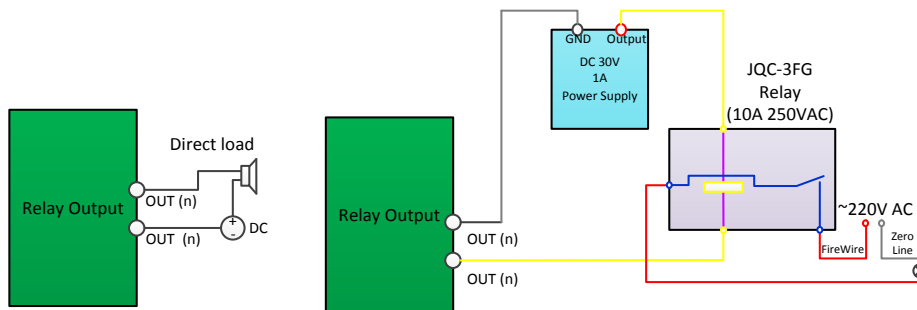 Relay Output
OUT (n)
OUT (n)
Direct load
+
-
DC
Relay Output
OUT (n)
OUT (n)
GND
Output
DC 30V
1A
Power Supply
JQC-3FG
Relay
(10A 250VAC)
~220V AC
FireWire
Zero
Line